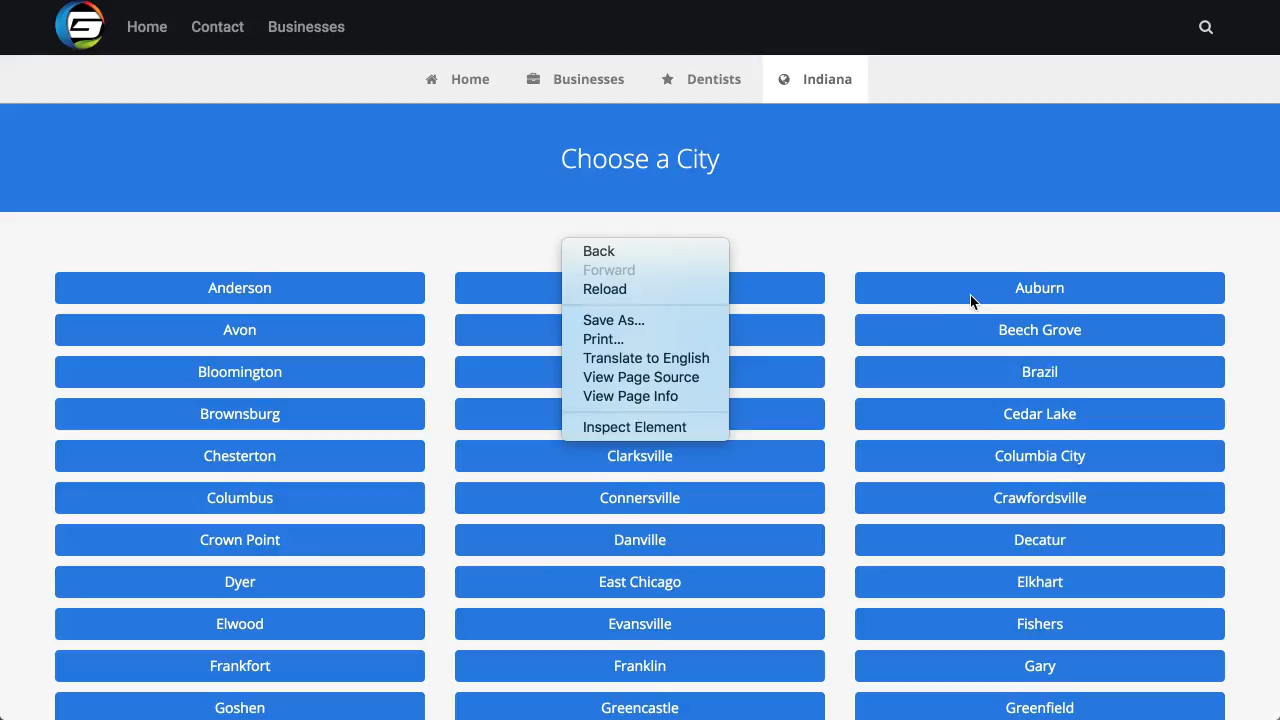 Home Contact Businesses
Home Businesses Dentists Indiana
Choose a City
Back
Forward
Reload
Save As...
Print...
Translate to English
View Page Source
View Page Info
Inspect Element
Anderson Auburn
Avon Beech Grove
Bloomington Brazil
Brownsburg Cedar Lake
Chesterton Clarksville Columbia City
Columbus Connersville Crawfordsville
Crown Point Danville Decatur
Dyer East Chicago Elkhart
Elwood Evansville Fishers
Frankfort Franklin Gary
Goshen Greencastle Greenfield